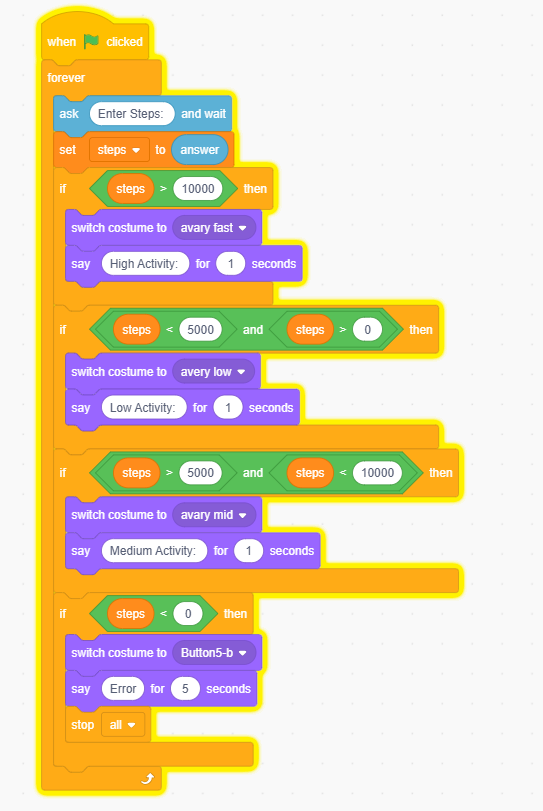 when clicked
forever
ask Enter Steps: and wait
set steps to answer
if steps > 10000 then
switch costume to avary fast
say High Activity: for 1 seconds
if steps < 5000 and steps > 0 then
switch costume to avery low
say Low Activity: for 1 seconds
if steps > 5000 and steps < 10000 then
switch costume to avary mid
say Medium Activity: for 1 seconds
if steps < 0 then
switch costume to Button5-b
say Error for 5 seconds
stop all